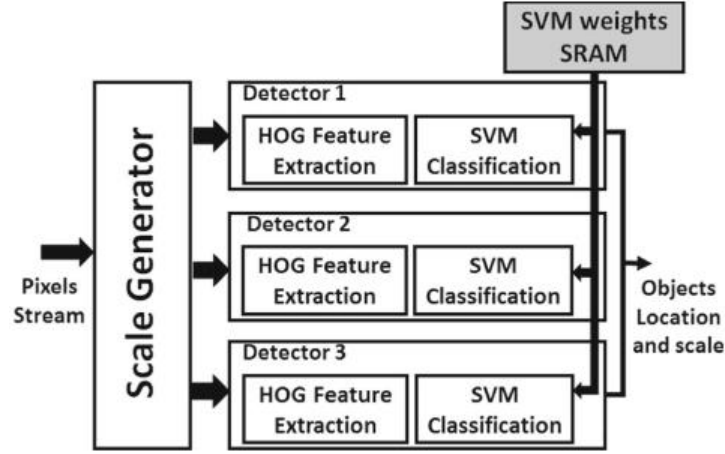 SVM weights
SRAM
Scale Generator
Pixels
Stream
Detector 1
HOG Feature
Extraction
SVM
Classification
Detector 2
HOG Feature
Extraction
SVM
Classification
Detector 3
HOG Feature
Extraction
SVM
Classification
Objects
Location
and scale